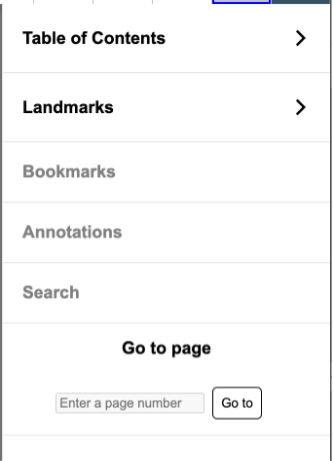 Table of Contents
Landmarks
Bookmarks
Annotations
Search
Go to page
Enter a page number Go to